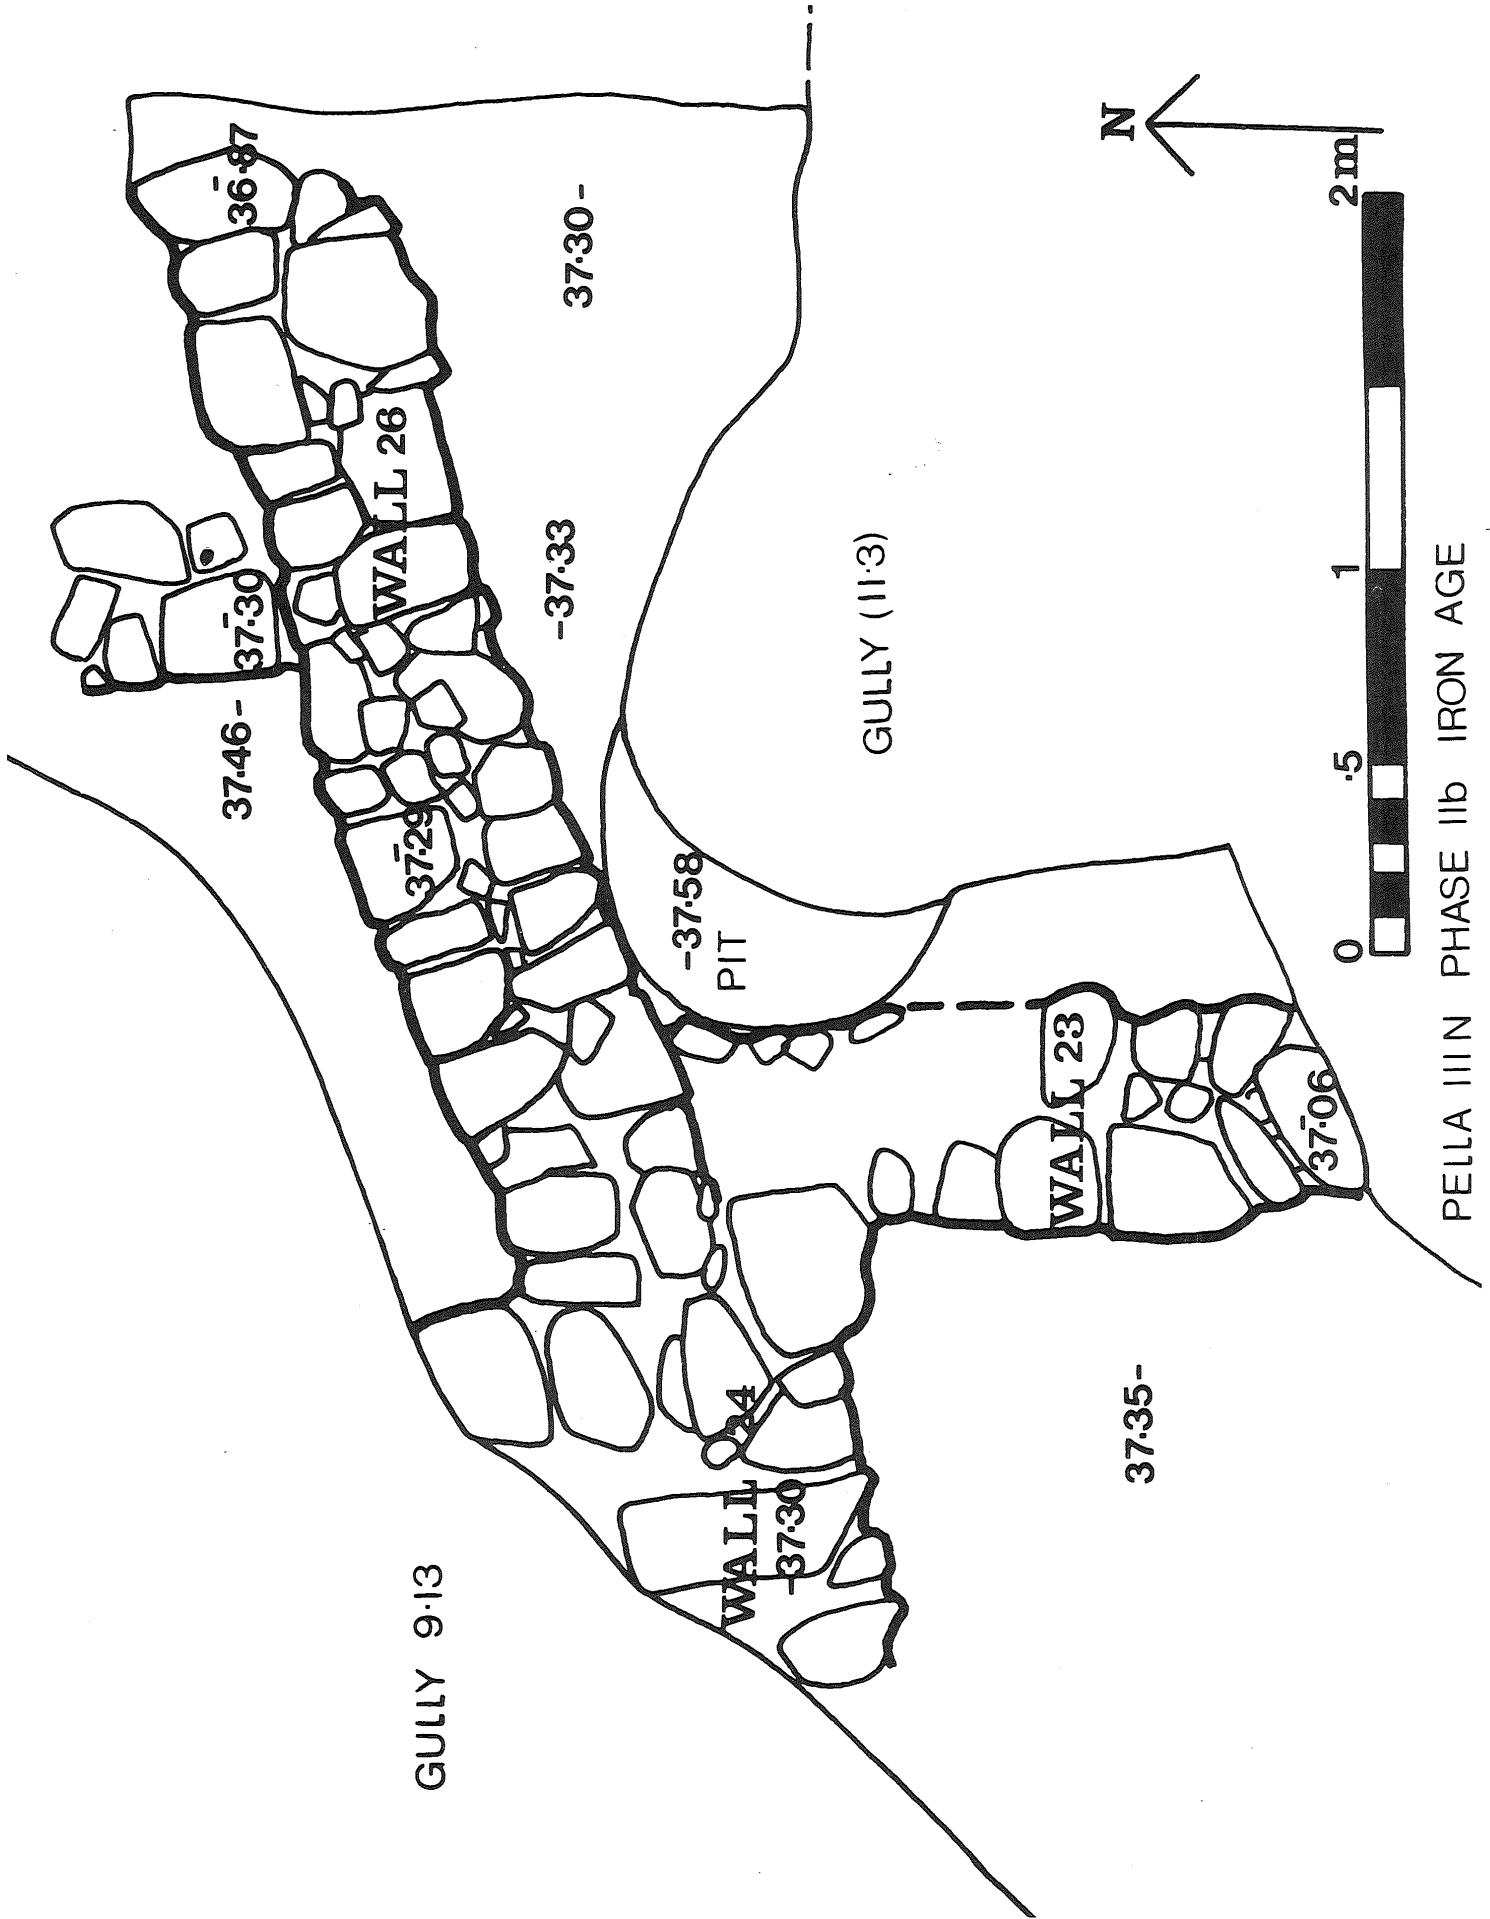 N
36·87
37·30-
WALL 26
-37·33
37·30
37·46-
37·29
GULLY (11·3)
-37·58
PIT
WALL 23
37·06
WALL 24
-37·30
37·35-
GULLY 9·13
0 ·5 1 2m
PELLA IIIN PHASE IIb IRON AGE